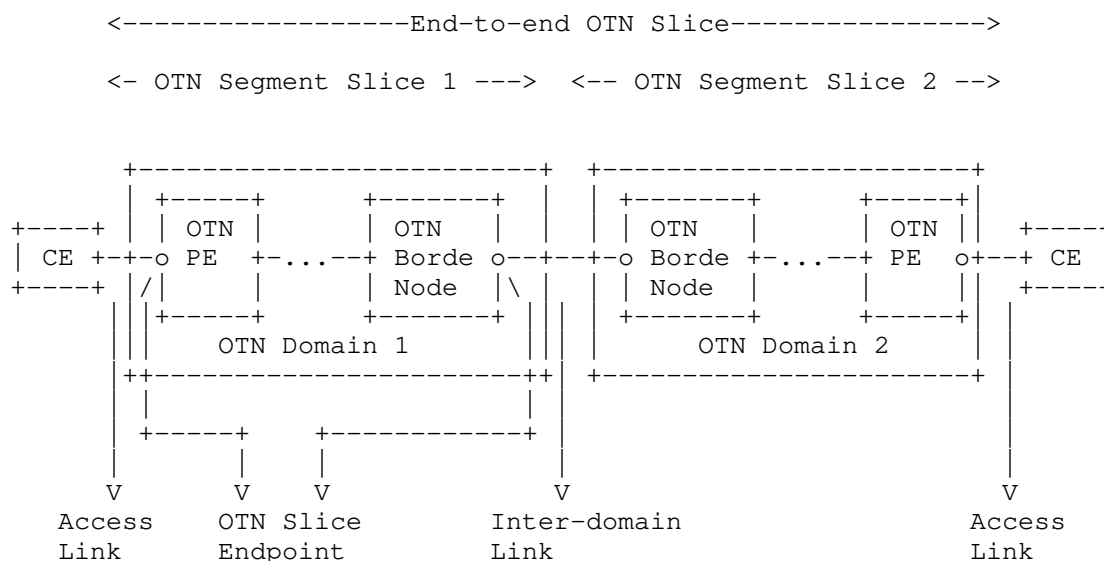 <------------------End-to-end OTN Slice---------------->
<- OTN Segment Slice 1 --->  <-- OTN Segment Slice 2 -->
OTN OTN OTN OTN
CE PE Borde Borde PE CE
Node Node
OTN Domain 1 OTN Domain 2
V V V V V
Access OTN Slice Inter-domain Access
Link Endpoint Link Link